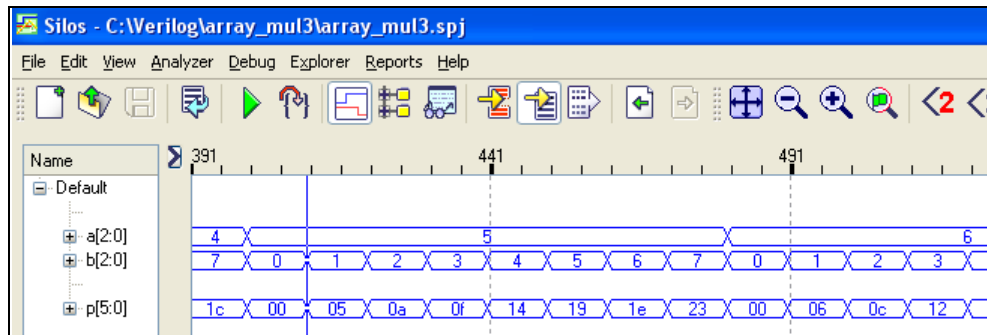 Silos - C:\Verilog\array_mul3\array_mul3.spj
File Edit View Analyzer Debug Explorer Reports Help
2
Name 391 441 491
Default
a[2:0] 4 5 6
b[2:0] 7 0 1 2 3 4 5 6 7 0 1 2 3
p[5:0] 1c 00 05 0a 0f 14 19 1e 23 00 06 0c 12